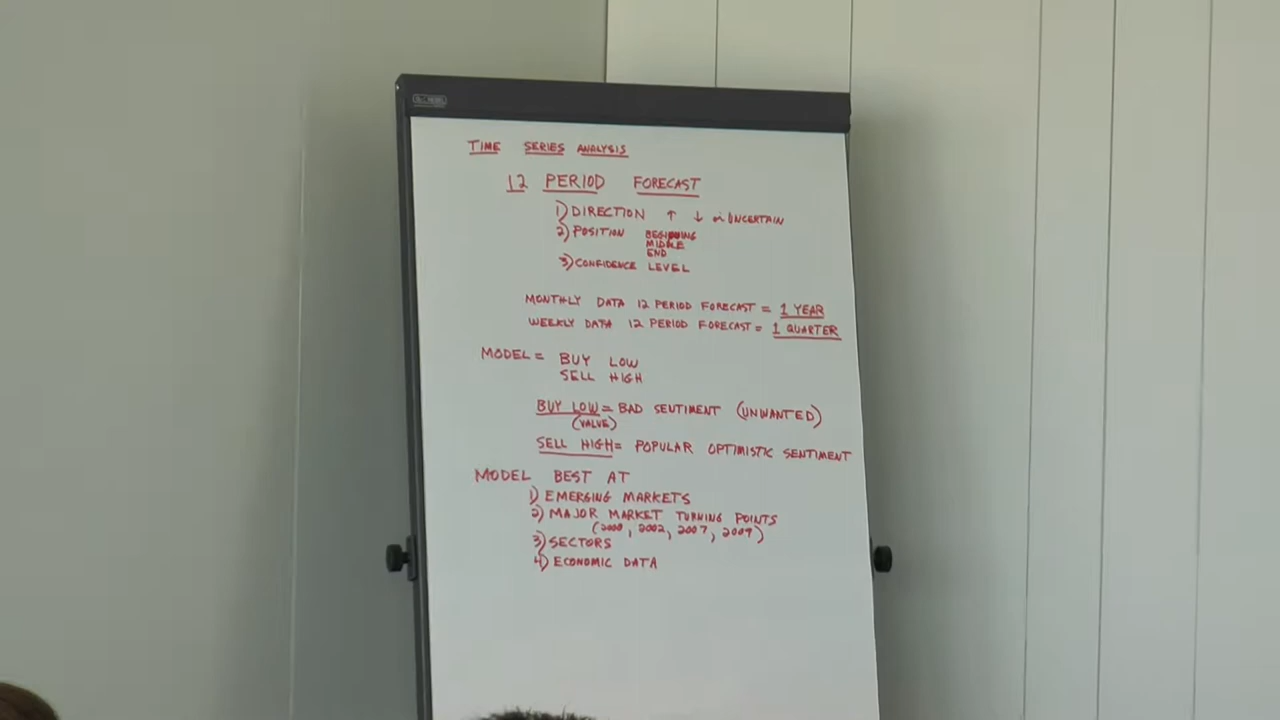 TIME SERIES ANALYSIS
12 PERIOD FORECAST
1) DIRECTION ↑ ↓ or UNCERTAIN
2) POSITION BEGINNING
MIDDLE
END
3) CONFIDENCE LEVEL
MONTHLY DATA 12 PERIOD FORECAST = 1 YEAR
WEEKLY DATA 12 PERIOD FORECAST = 1 QUARTER
MODEL = BUY LOW
SELL HIGH
BUY LOW = BAD SENTIMENT (UNWANTED)
(VALUE)
SELL HIGH = POPULAR OPTIMISTIC SENTIMENT
MODEL BEST AT
1) EMERGING MARKETS
2) MAJOR MARKET TURNING POINTS
(2000, 2002, 2007, 2009)
3) SECTORS
4) ECONOMIC DATA